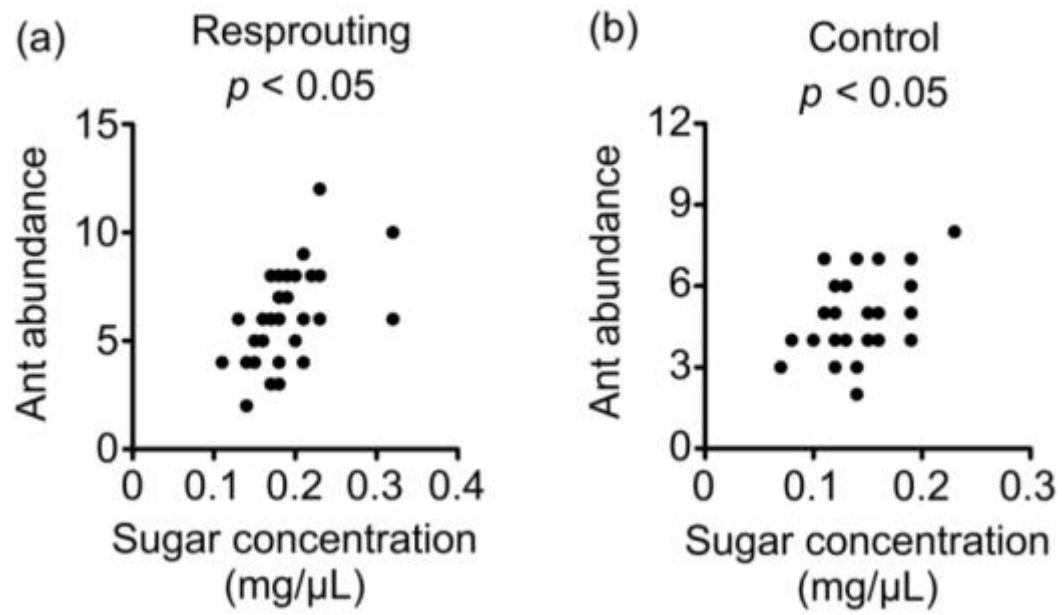 (a) Resprouting
p < 0.05
15
10
5
0
Ant abundance
0 0.1 0.2 0.3 0.4
Sugar concentration
(mg/µL)
(b) Control
p < 0.05
12
9
6
3
0
Ant abundance
0 0.1 0.2 0.3
Sugar concentration
(mg/µL)